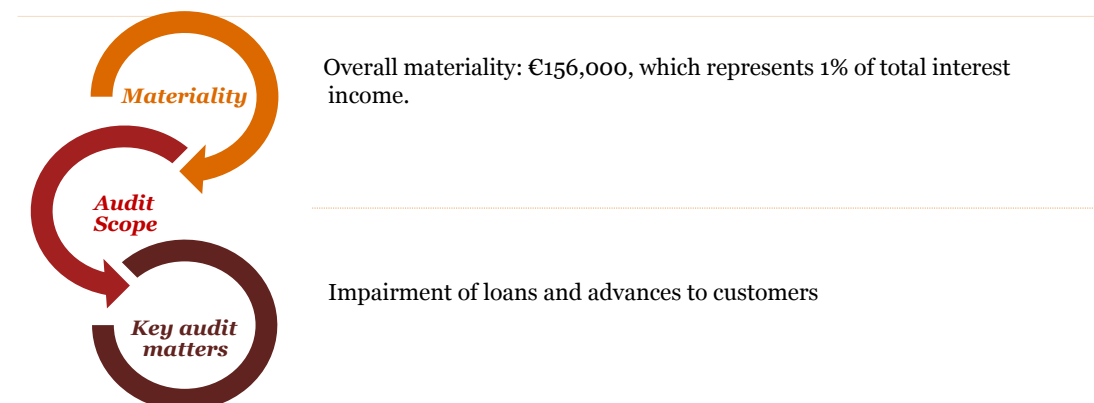 Materiality
Overall materiality: €156,000, which represents 1% of total interest
income.
Audit
Scope
Key audit
matters
Impairment of loans and advances to customers